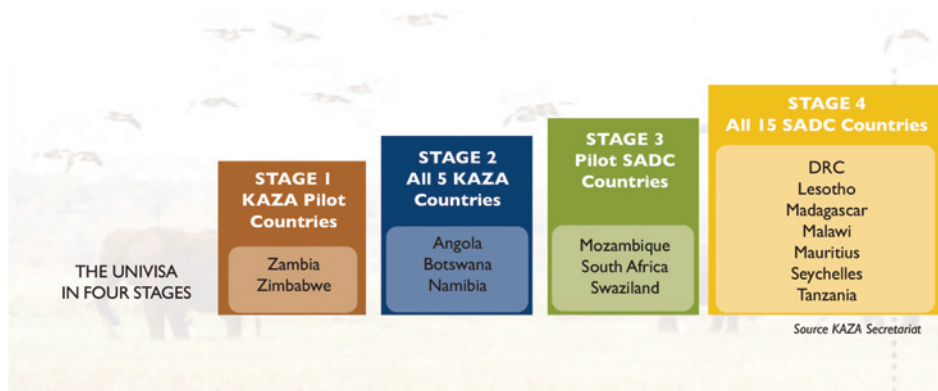 THE UNIVISA
IN FOUR STAGES
STAGE 1
KAZA Pilot
Countries
Zambia
Zimbabwe
STAGE 2
All 5 KAZA
Countries
Angola
Botswana
Namibia
STAGE 3
Pilot SADC
Countries
Mozambique
South Africa
Swaziland
STAGE 4
All 15 SADC Countries
DRC
Lesotho
Madagascar
Malawi
Mauritius
Seychelles
Tanzania
Source KAZA Secretariat